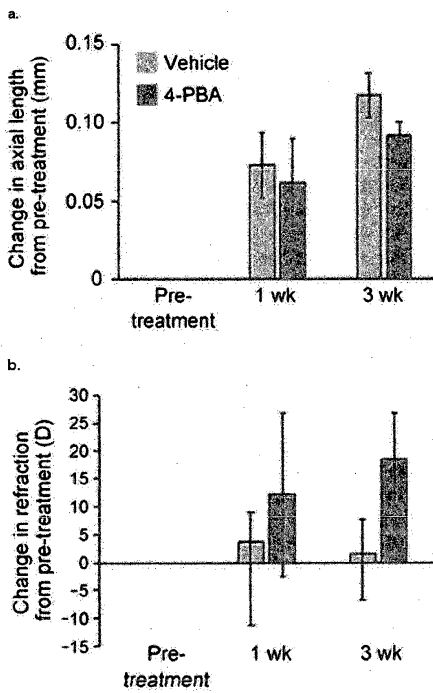 a.
Change in axial length
from pre-treatment (mm)
0.15
0.10
0.05
0
Vehicle
4-PBA
Pre-
treatment
1 wk
3 wk
b.
Change in refraction
from pre-treatment (D)
30
25
20
15
10
5
0
-5
-10
-15
Pre-
treatment
1 wk
3 wk